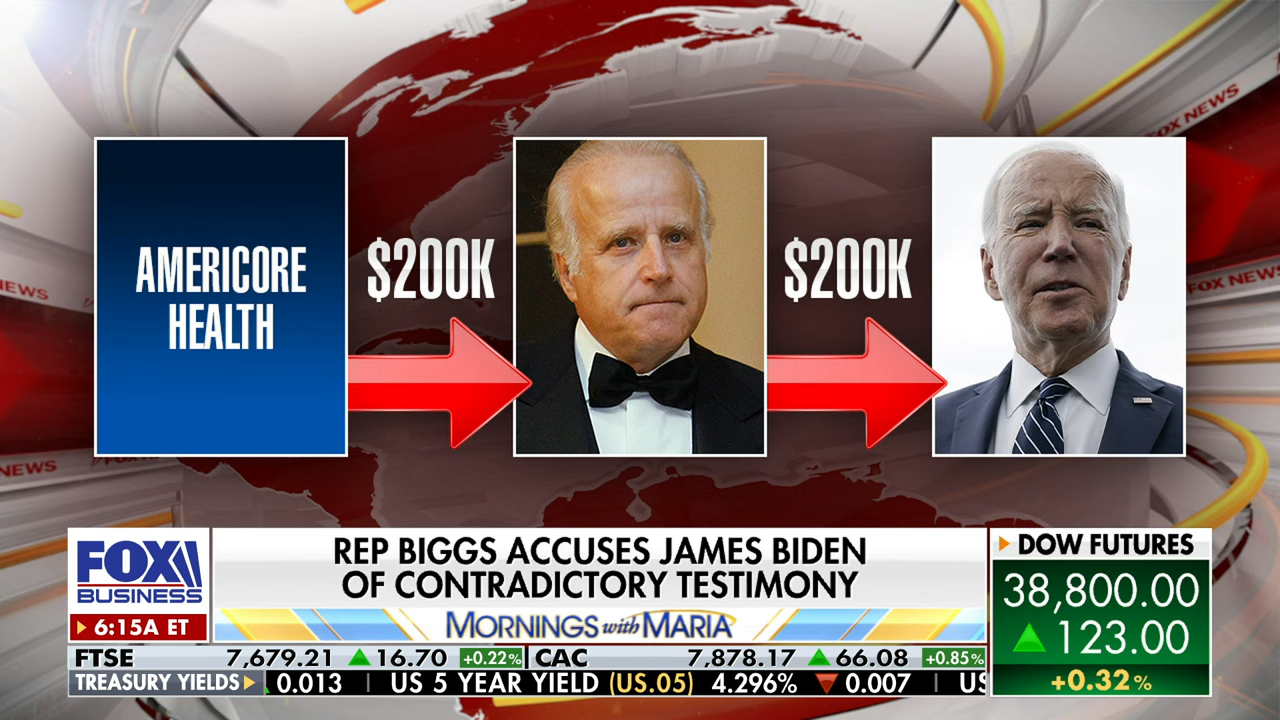 FOX NEWS
NEWS
FOX NEWS
NEWS
AMERICORE
HEALTH
$200K
$200K
FOX
BUSINESS
6:15A ET
REP BIGGS ACCUSES JAMES BIDEN
OF CONTRADICTORY TESTIMONY
MORNINGS with MARIA
DOW FUTURES
38,800.00
123.00
+0.32%
FTSE 7,679.21 16.70 +0.22% CAC 7,878.17 66.08 +0.85%
TREASURY YIELDS 0.013 | US 5 YEAR YIELD (US.05) 4.296% 0.007 | US